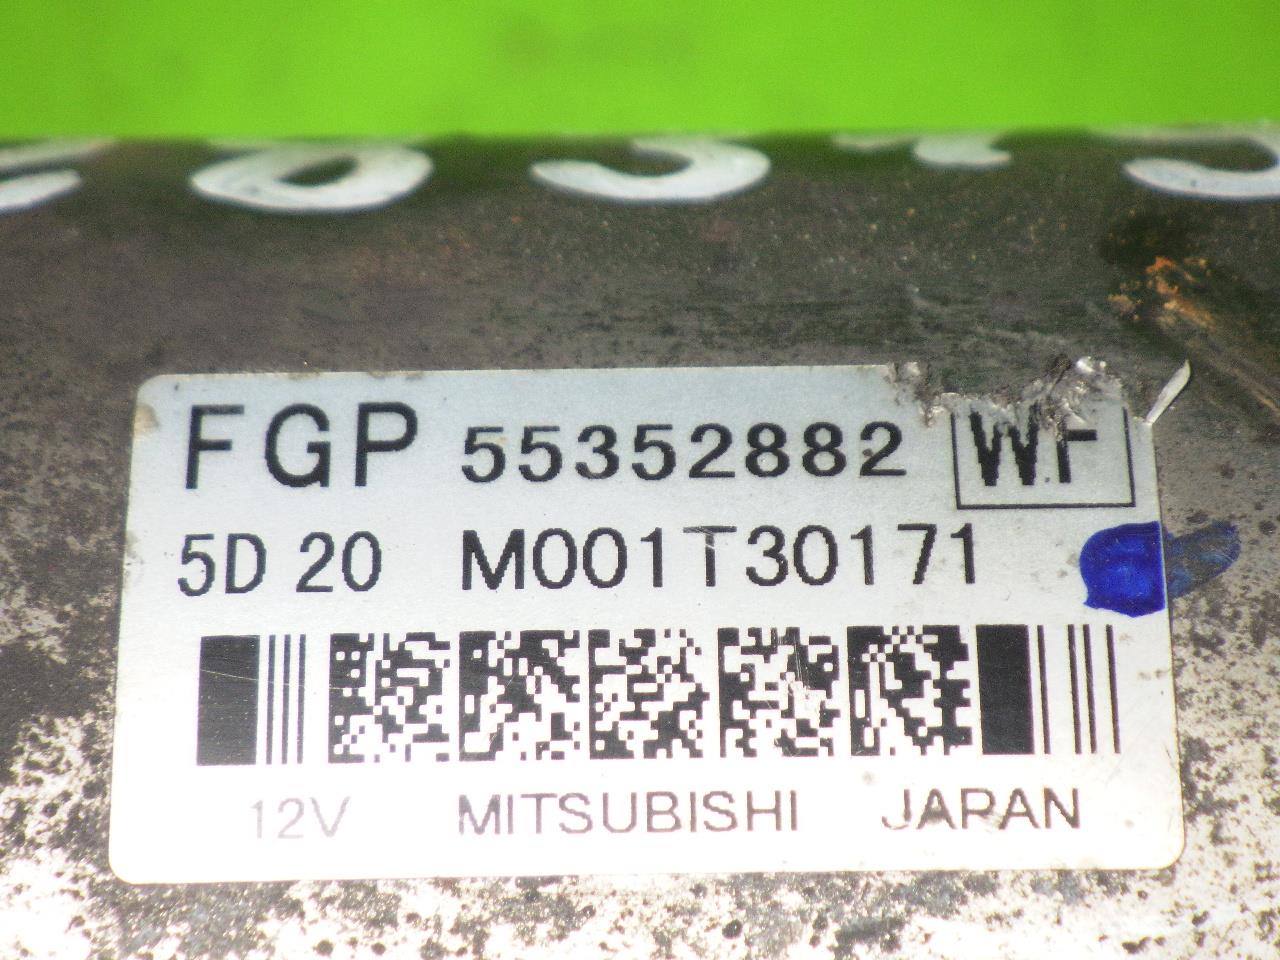 FGP 55352882 WF
5D 20 M001T30171
12V MITSUBISHI JAPAN